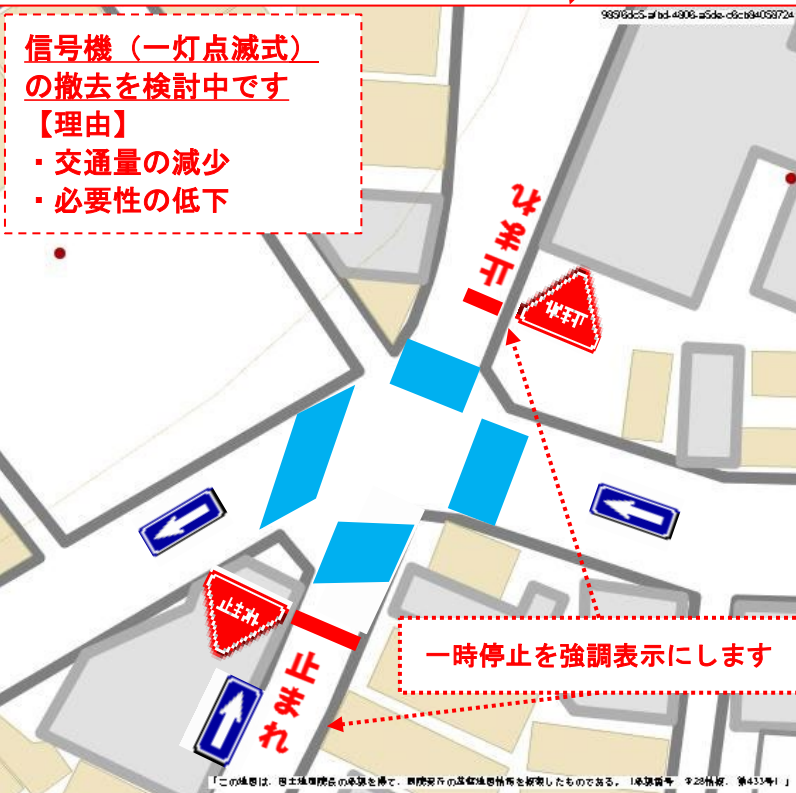 信号機（一灯点滅式）
の撤去を検討中です
【理由】
・交通量の減少
・必要性の低下
止まれ
止まれ
止まれ
止まれ
一時停止を強調表示にします